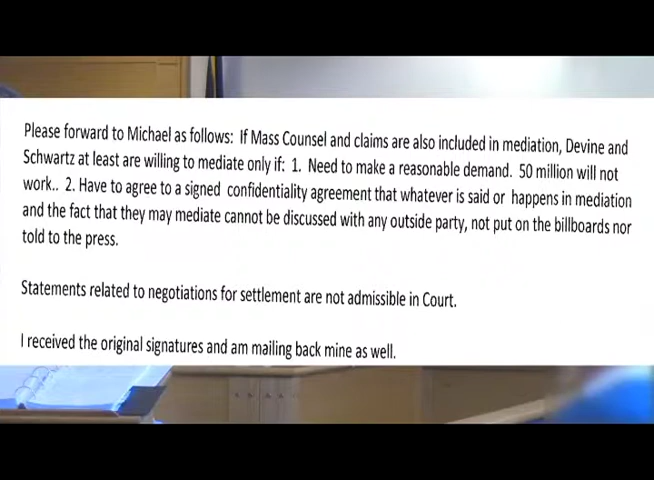 Please forward to Michael as follows: If Mass Counsel and claims are also included in mediation, Devine and
Schwartz at least are willing to mediate only if: 1. Need to make a reasonable demand. 50 million will not
work.. 2. Have to agree to a signed confidentiality agreement that whatever is said or happens in mediation
and the fact that they may mediate cannot be discussed with any outside party, not put on the billboards nor
told to the press.
Statements related to negotiations for settlement are not admissible in Court.
I received the original signatures and am mailing back mine as well.